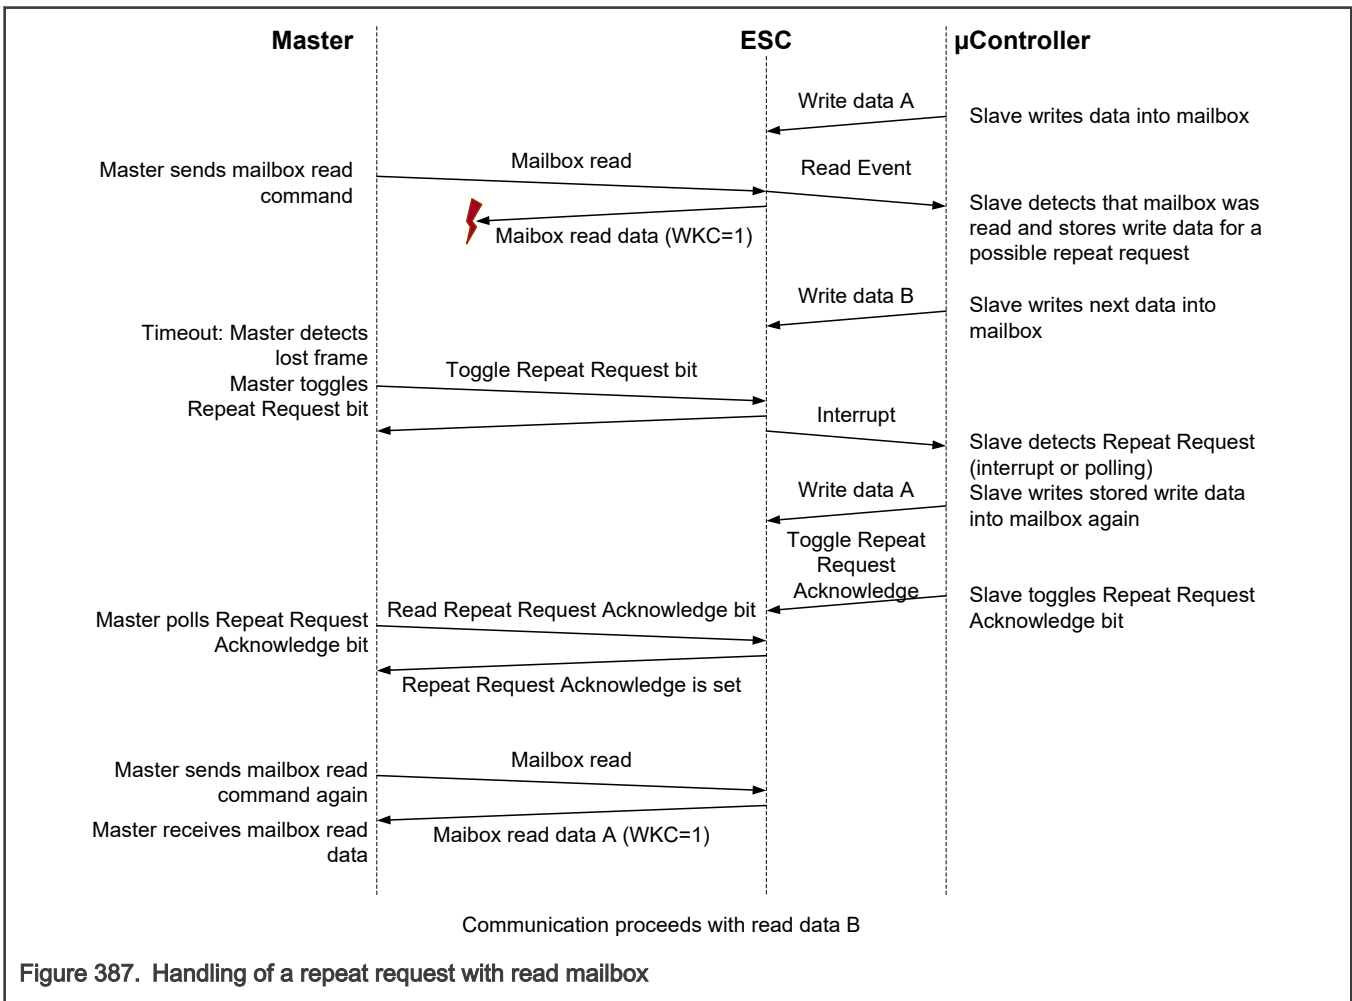 Master
ESC
µController
Write data A
Slave writes data into mailbox
Mailbox read
Read Event
Master sends mailbox read
command
Slave detects that mailbox was
read and stores write data for a
possible repeat request
Maibox read data (WKC=1)
Write data B
Slave writes next data into
mailbox
Timeout: Master detects
lost frame
Master toggles
Repeat Request bit
Toggle Repeat Request bit
Interrupt
Slave detects Repeat Request
(interrupt or polling)
Write data A
Slave writes stored write data
into mailbox again
Toggle Repeat
Request
Acknowledge
Slave toggles Repeat Request
Acknowledge bit
Read Repeat Request Acknowledge bit
Master polls Repeat Request
Acknowledge bit
Repeat Request Acknowledge is set
Mailbox read
Master sends mailbox read
command again
Master receives mailbox read
data
Maibox read data A (WKC=1)
Communication proceeds with read data B
Figure 387. Handling of a repeat request with read mailbox